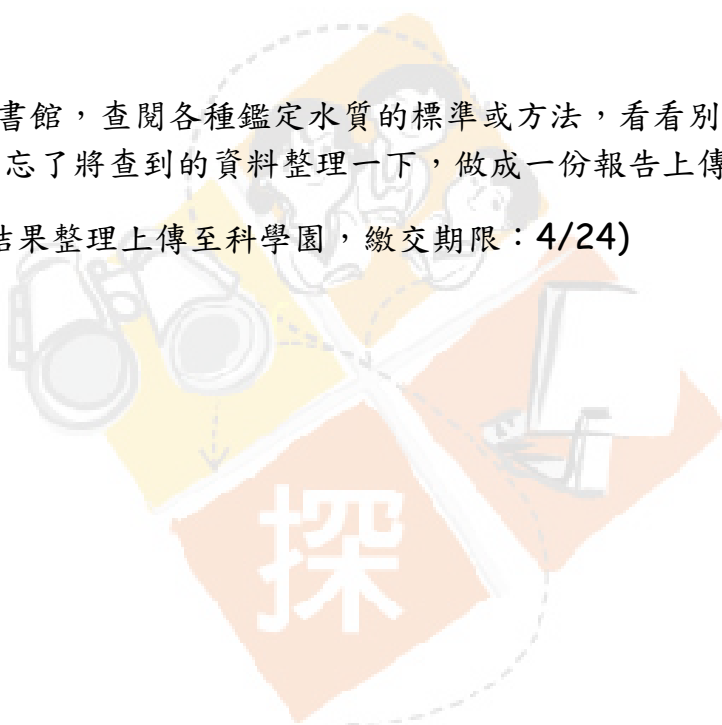 書館，查閱各種鑑定水質的標準或方法，看看別
忘了將查到的資料整理一下，做成一份報告上傳
結果整理上傳至科學園，繳交期限：4/24)
探